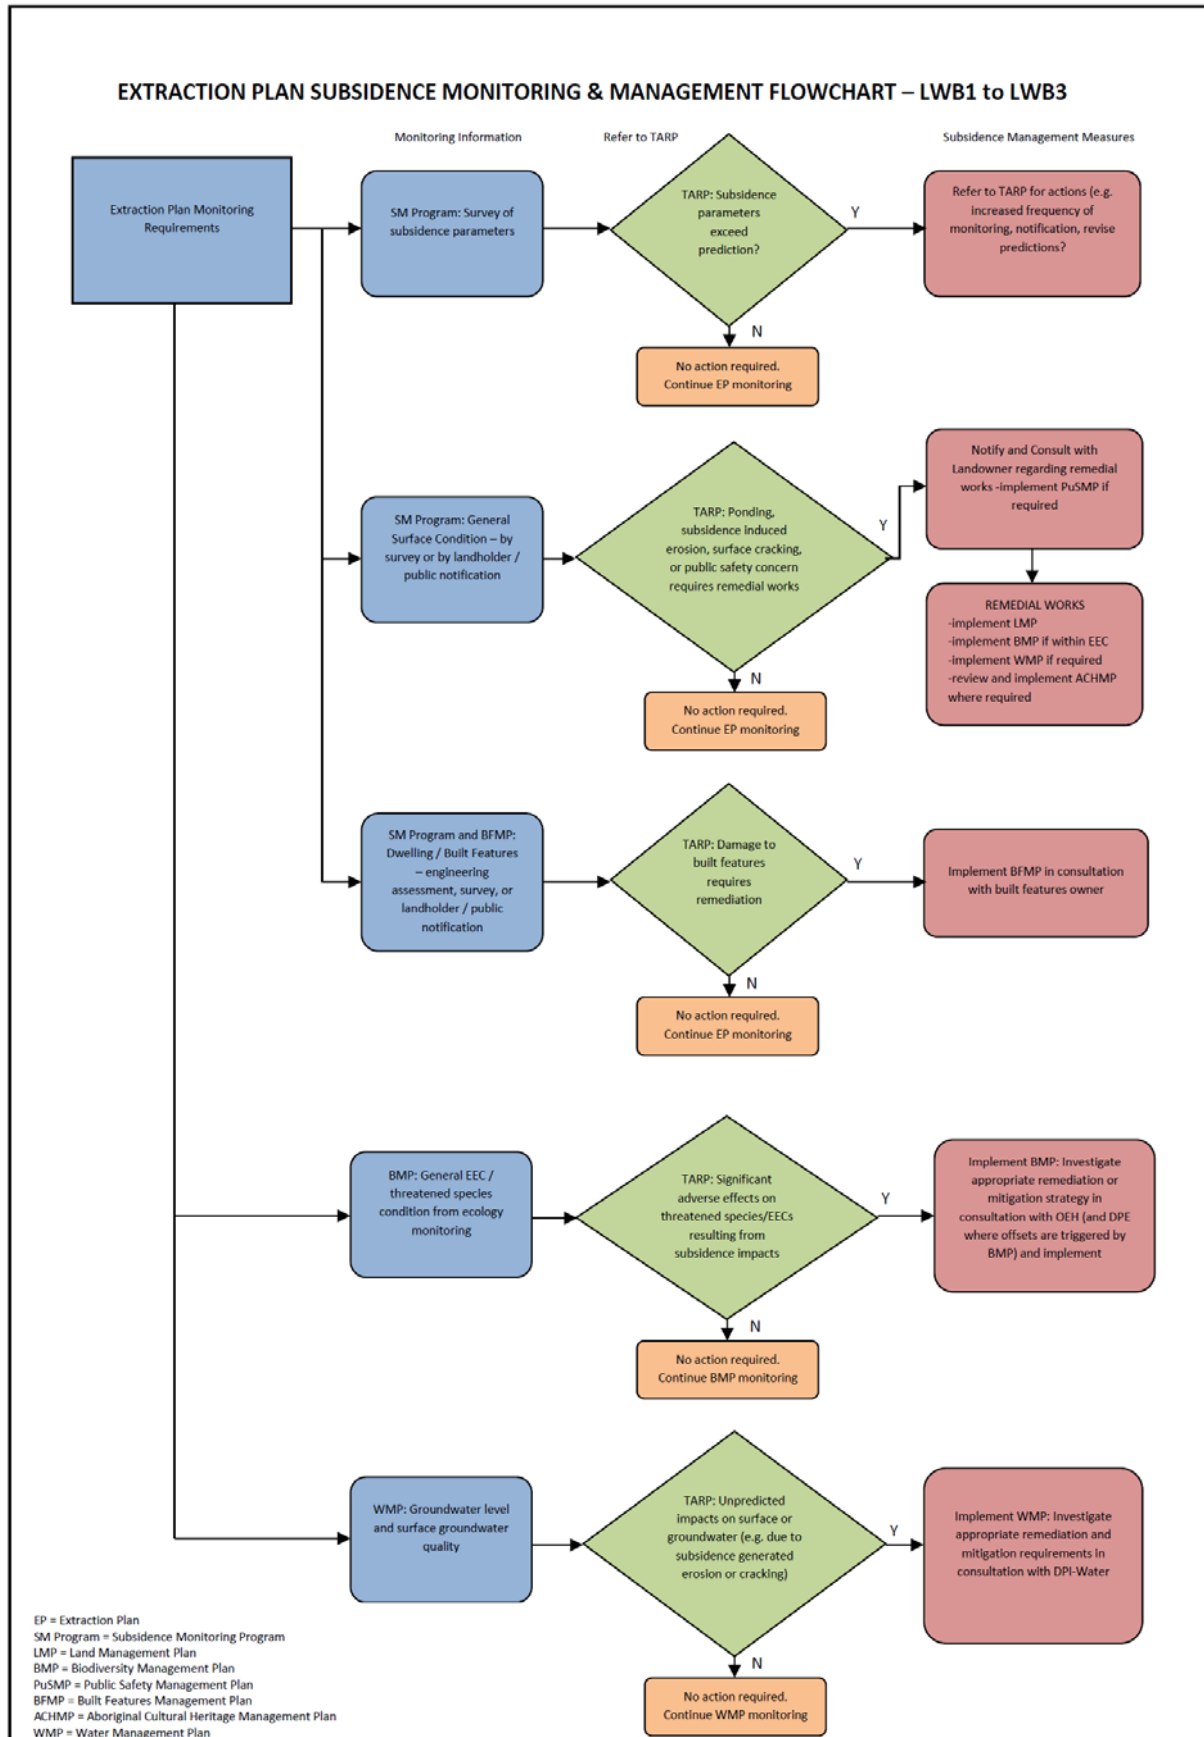 EXTRACTION PLAN SUBSIDENCE MONITORING & MANAGEMENT FLOWCHART – LWB1 to LWB3
Monitoring Information
Refer to TARP
Subsidence Management Measures
Extraction Plan Monitoring
Requirements
SM Program: Survey of
subsidence parameters
TARP: Subsidence
parameters
exceed
prediction?
Y
Refer to TARP for actions (e.g.
increased frequency of
monitoring, notification, revise
predictions?
N
No action required.
Continue EP monitoring
SM Program: General
Surface Condition – by
survey or by landholder /
public notification
TARP: Ponding,
subsidence induced
erosion, surface cracking,
or public safety concern
requires remedial works
Y
Notify and Consult with
Landowner regarding remedial
works -implement PuSMP if
required
REMEDIAL WORKS
-implement LMP
-implement BMP if within EEC
-implement WMP if required
-review and implement ACHMP
where required
N
No action required.
Continue EP monitoring
SM Program and BFMP:
Dwelling / Built Features
– engineering
assessment, survey, or
landholder / public
notification
TARP: Damage to
built features
requires
remediation
Y
Implement BFMP in consultation
with built features owner
N
No action required.
Continue EP monitoring
BMP: General EEC /
threatened species
condition from ecology
monitoring
TARP: Significant
adverse effects on
threatened species/EECs
resulting from
subsidence impacts
Y
Implement BMP: Investigate
appropriate remediation or
mitigation strategy in
consultation with OEH (and DPE
where offsets are triggered by
BMP) and implement
N
No action required.
Continue BMP monitoring
WMP: Groundwater level
and surface groundwater
quality
TARP: Unpredicted
impacts on surface or
groundwater (e.g. due to
subsidence generated
erosion or cracking)
Y
Implement WMP: Investigate
appropriate remediation and
mitigation requirements in
consultation with DPI-Water
N
No action required.
Continue WMP monitoring
EP = Extraction Plan
SM Program = Subsidence Monitoring Program
LMP = Land Management Plan
BMP = Biodiversity Management Plan
PuSMP = Public Safety Management Plan
BFMP = Built Features Management Plan
ACHMP = Aboriginal Cultural Heritage Management Plan
WMP = Water Management Plan